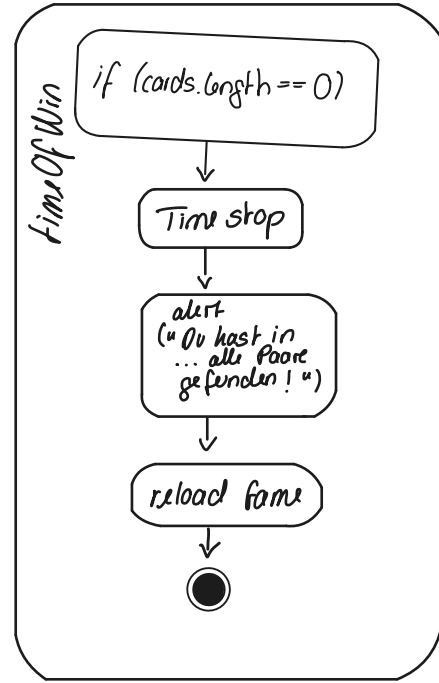 timeOfWin
if (cards.length == 0)
Time stop
alert
("Du hast in
... alle Paare
gefunden ! ")
reload Game